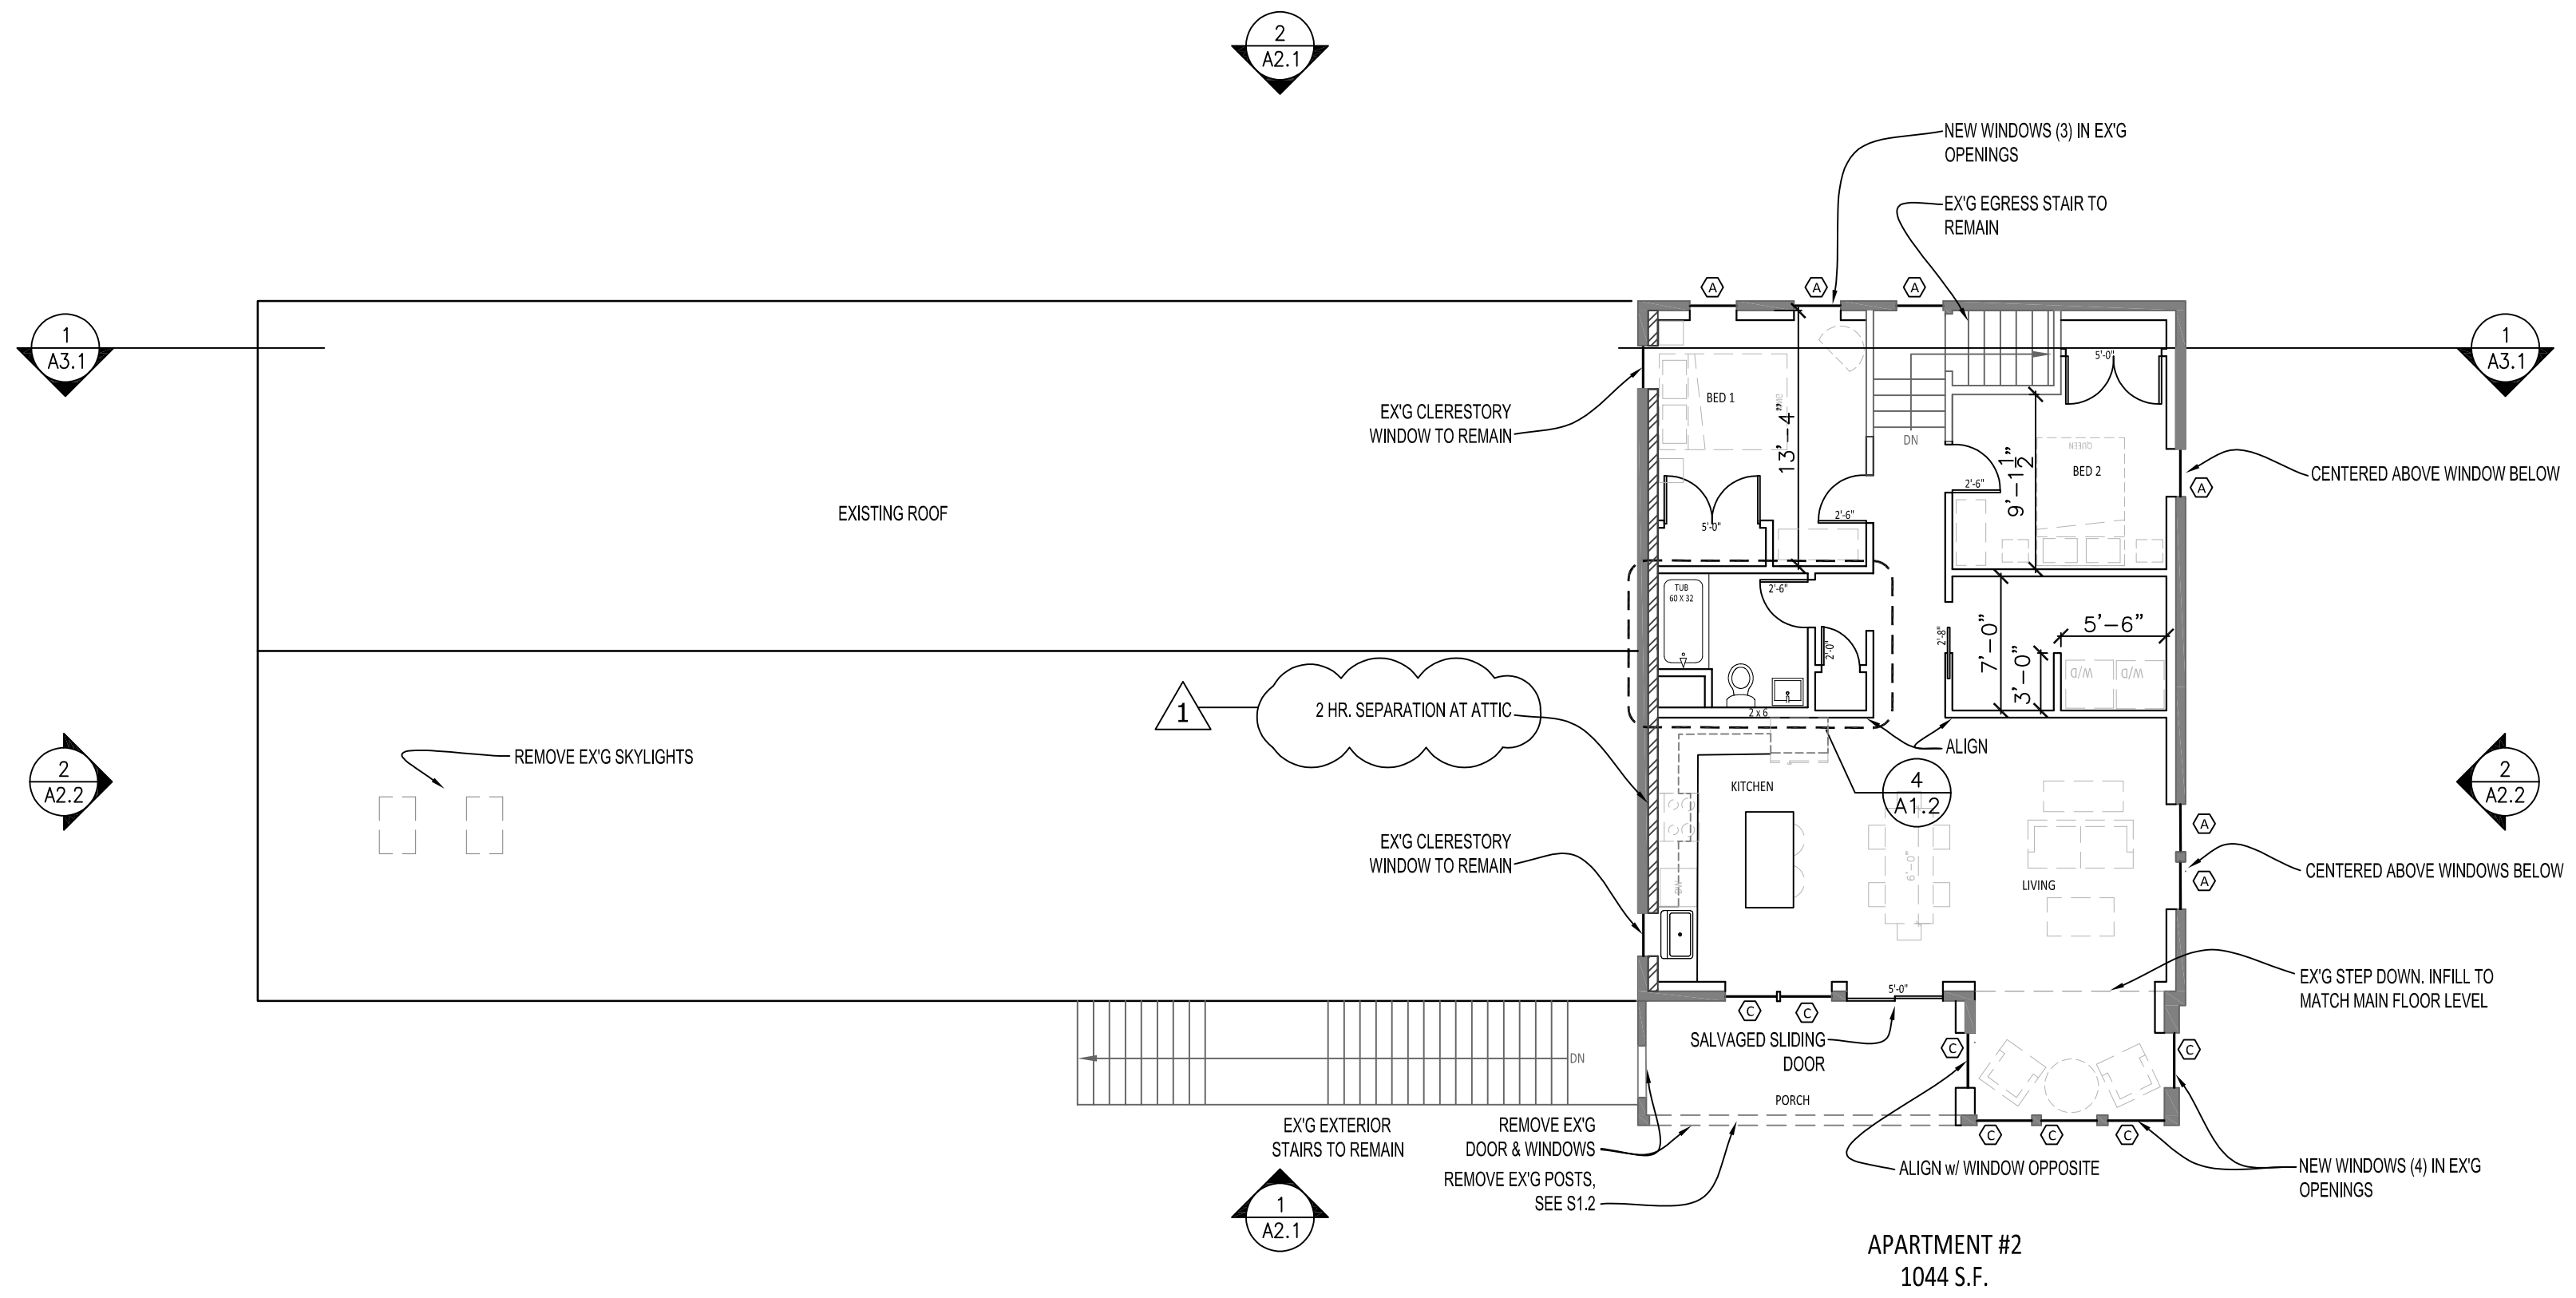 2
A2.1
NEW WINDOWS (3) IN EX'G
OPENINGS
EX'G EGRESS STAIR TO
REMAIN
A
A
A
1
A3.1
1
A3.1
5'-0"
EX'G CLERESTORY
WINDOW TO REMAIN
BED 1
13'-4"
DN
9'-1 1/2"
QUEEN
BED 2
CENTERED ABOVE WINDOW BELOW
A
2'-6"
EXISTING ROOF
5'-0"
2'-6"
TUB
60 X 32
2'-6"
2'-0"
2'-8"
7'-0"
3'-0"
5'-6"
W/D
W/D
1
2 HR. SEPARATION AT ATTIC
2 x 6
ALIGN
REMOVE EX'G SKYLIGHTS
2
A2.2
KITCHEN
4
A1.2
2
A2.2
EX'G CLERESTORY
WINDOW TO REMAIN
DW
6'-0"
LIVING
A
A
CENTERED ABOVE WINDOWS BELOW
EX'G STEP DOWN. INFILL TO
MATCH MAIN FLOOR LEVEL
5'-0"
C
C
SALVAGED SLIDING
DOOR
C
C
DN
PORCH
EX'G EXTERIOR
STAIRS TO REMAIN
REMOVE EX'G
DOOR & WINDOWS
REMOVE EX'G POSTS,
SEE S1.2
C
C
C
ALIGN w/ WINDOW OPPOSITE
NEW WINDOWS (4) IN EX'G
OPENINGS
1
A2.1
APARTMENT #2
1044 S.F.